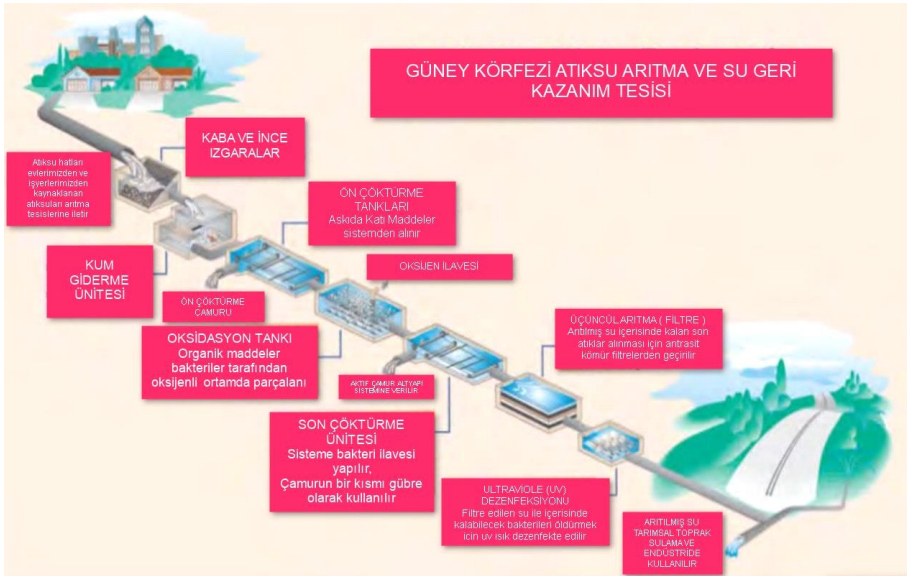 GÜNEY KÖRFEZİ ATIKSU ARITMA VE SU GERİ
KAZANIM TESİSİ
KABA VE İNCE
IZGARALAR
Atıksu hatları
evlerimizden ve
işyerlerimizden
kaynaklanan
atıksuları arıtma
tesislerine iletir
ÖN ÇÖKTÜRME
TANKLARI
Askıda Katı Maddeler
sistemden alınır
KUM
GİDERME
ÜNİTESİ
OKSİJEN İLAVESİ
ÖN ÇÖKTÜRME
ÇAMURU
OKSİDASYON TANKI
Organik maddeler
bakteriler tarafından
oksijenli ortamda parçalanı
ÜÇÜNCÜL ARITMA ( FİLTRE )
Arıtılmış su içerisinde kalan son
atıklar alınması için antrasit
kömür filtrelerden geçirilir
AKTİF ÇAMUR ALTYAPI
SİSTEMİNE VERİLİR
SON ÇÖKTÜRME
ÜNİTESİ
Sisteme bakteri ilavesi
yapılır,
Çamurun bir kısmı gübre
olarak kullanılır
ULTRAVİOLE (UV)
DEZENFEKSİYONU
Filtre edilen su ile içerisinde
kalabilecek bakterileri öldürmek
için uv ısık dezenfekte edilir
ARITILMIŞ SU
TARIMSAL TOPRAK
SULAMA VE
ENDÜSTRİDE
KULLANILIR